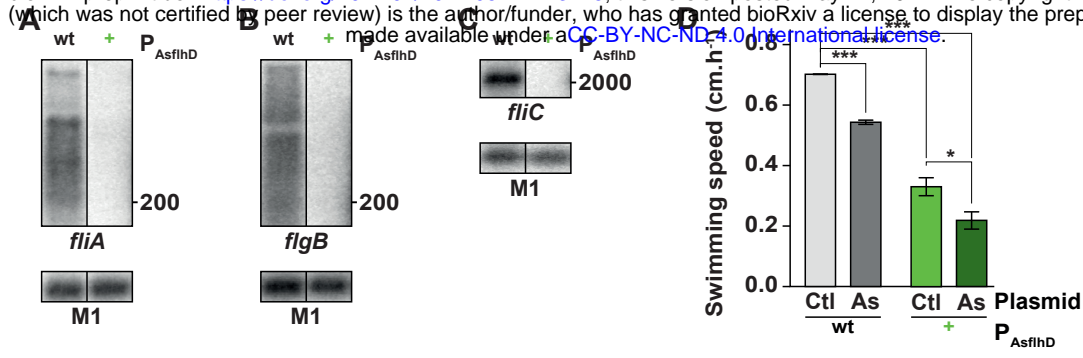 (which was not certified by peer review) is the author/funder, who has granted bioRxiv a license to display the prep
made available under aCC-BY-NC-ND 4.0 International license.
A
wt + P AsflhD
200
fliA
M1
B
wt + P AsflhD
200
flgB
M1
C
wt + P AsflhD
2000
fliC
M1
D
Swimming speed (cm.h-1)
0.8
0.6
0.4
0.2
0.0
***
***
***
*
Ctl As Ctl As Plasmid
wt + P AsflhD